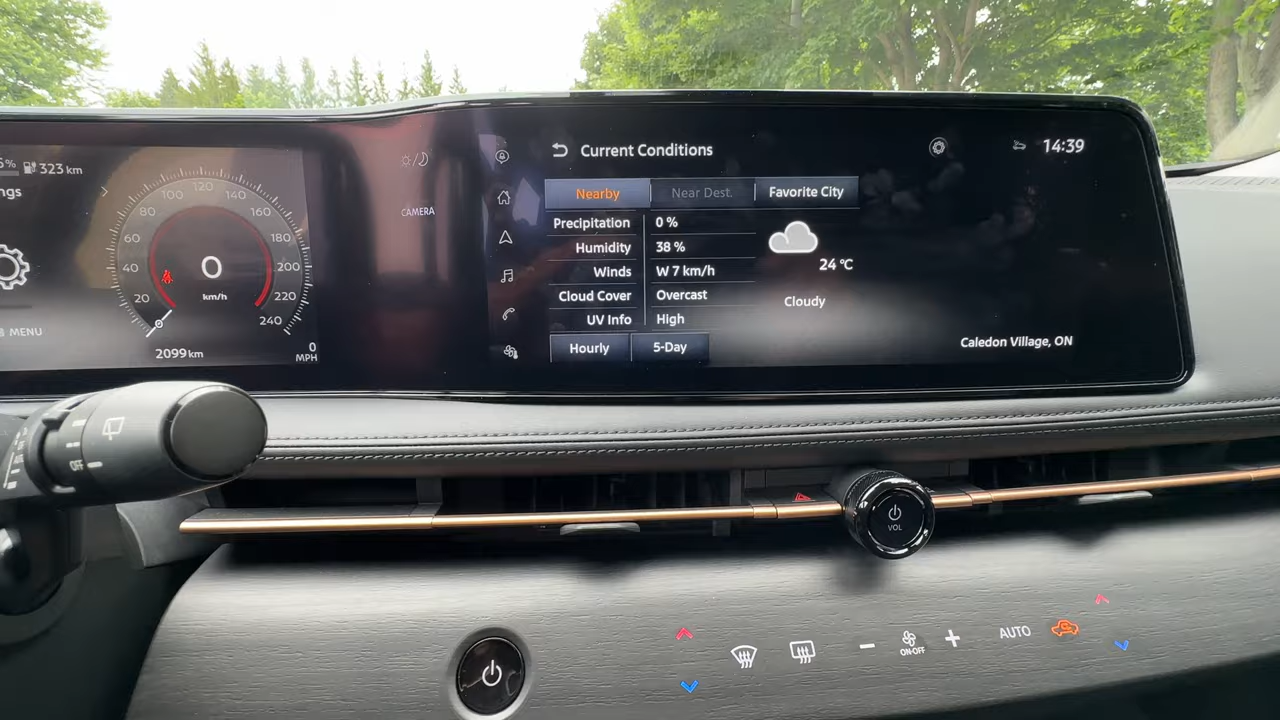 % 323 km
ngs
100 120 140
80 160
60 180
40 200
20 220
240
0
km/h
MENU
2099 km
0
MPH
CAMERA
Current Conditions
14:39
Nearby Near Dest. Favorite City
Precipitation 0 %
Humidity 38 %
Winds W 7 km/h
Cloud Cover Overcast
UV Info High
24 °C
Cloudy
Hourly 5-Day
Caledon Village, ON
OFF
VOL
ON·OFF
AUTO